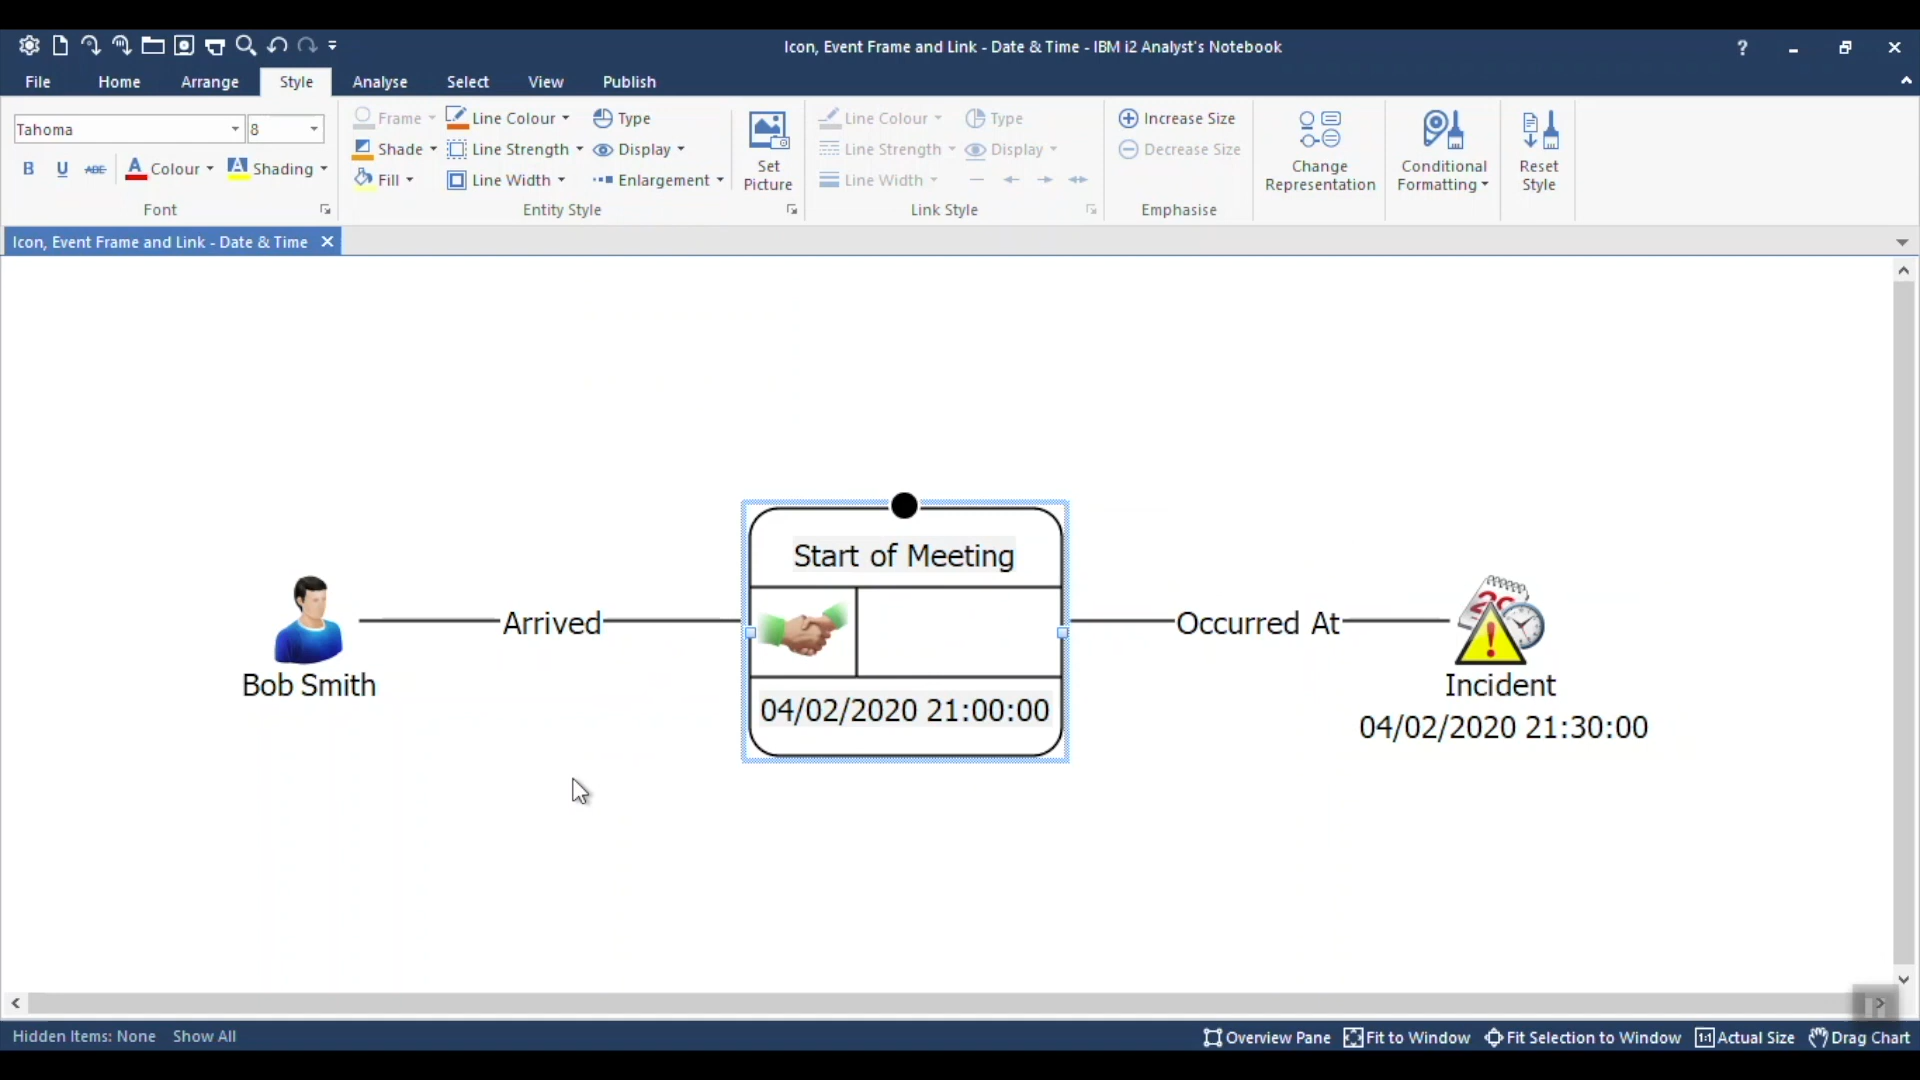 Icon, Event Frame and Link - Date & Time - IBM i2 Analyst's Notebook
?
File Home Arrange Style Analyse Select View Publish
Tahoma 8
Frame Line Colour Type
Line Colour Type
Increase Size
B U ABC A Colour A Shading
Shade Line Strength Display
Line Strength Display
Decrease Size
Fill Line Width Enlargement
Line Width
Set Picture
Change Representation
Conditional Formatting
Reset Style
Font Entity Style Link Style Emphasise
Icon, Event Frame and Link - Date & Time
Start of Meeting
Arrived
Occurred At
Bob Smith
Incident
04/02/2020 21:00:00
04/02/2020 21:30:00
Hidden Items: None Show All Overview Pane Fit to Window Fit Selection to Window 1:1 Actual Size Drag Chart